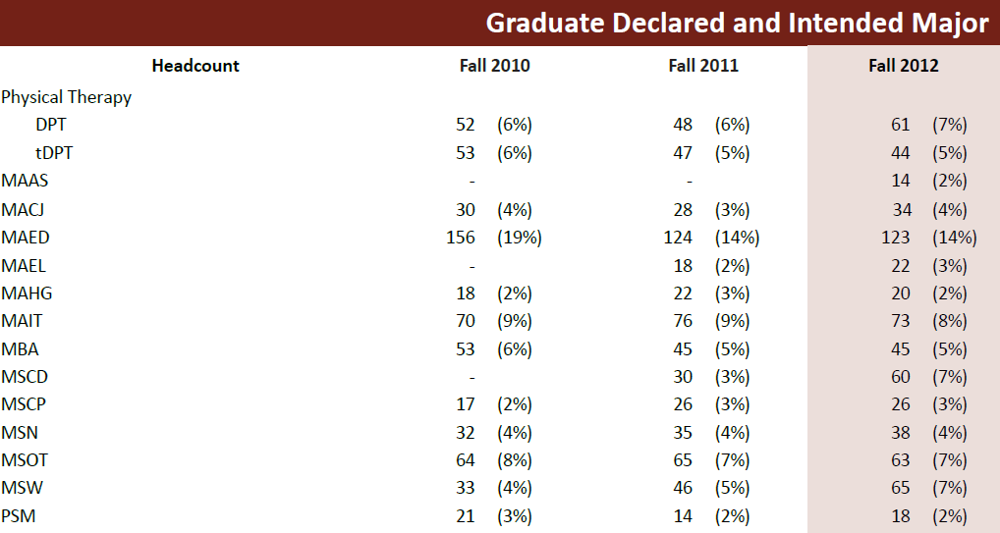 Graduate Declared and Intended Major
Headcount Fall 2010 Fall 2011 Fall 2012
Physical Therapy
DPT 52 (6%) 48 (6%) 61 (7%)
tDPT 53 (6%) 47 (5%) 44 (5%)
MAAS - - 14 (2%)
MACJ 30 (4%) 28 (3%) 34 (4%)
MAED 156 (19%) 124 (14%) 123 (14%)
MAEL - 18 (2%) 22 (3%)
MAHG 18 (2%) 22 (3%) 20 (2%)
MAIT 70 (9%) 76 (9%) 73 (8%)
MBA 53 (6%) 45 (5%) 45 (5%)
MSCD - 30 (3%) 60 (7%)
MSCP 17 (2%) 26 (3%) 26 (3%)
MSN 32 (4%) 35 (4%) 38 (4%)
MSOT 64 (8%) 65 (7%) 63 (7%)
MSW 33 (4%) 46 (5%) 65 (7%)
PSM 21 (3%) 14 (2%) 18 (2%)